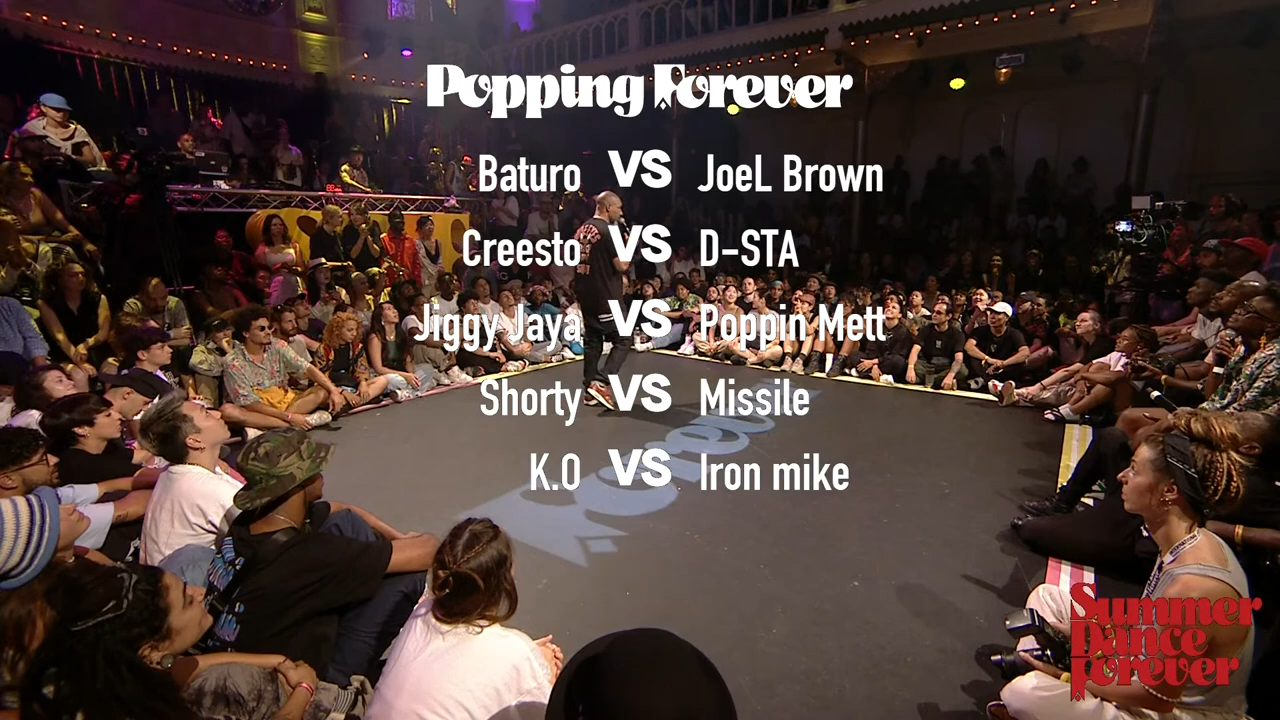 Popping Forever
Baturo VS JoeL Brown
Creesto VS D-STA
Jiggy Jaya VS Poppin Mett
Shorty VS Missile
K.O VS Iron mike
Summer
Dance
Forever